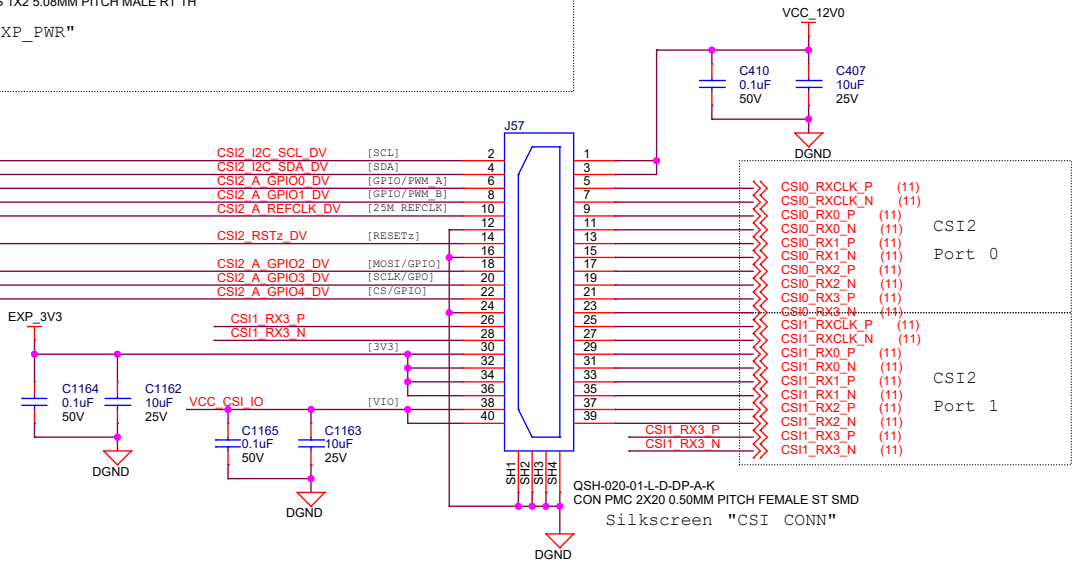 XP_PWR"
VCC_12V0
C410
0.1uF
50V
C407
10uF
25V
DGND
J57
CSI2_I2C_SCL_DV [SCL] 2 1
CSI2_I2C_SDA_DV [SDA] 4 3
CSI2_A_GPIO0_DV [GPIO/PWM_A] 6 5 CSI0_RXCLK_P (11)
CSI2_A_GPIO1_DV [GPIO/PWM_B] 8 7 CSI0_RXCLK_N (11)
CSI2_A_REFCLK_DV [25M REFCLK] 10 9 CSI0_RX0_P (11)
12 11 CSI0_RX0_N (11)
CSI2_RSTz_DV [RESETz] 14 13 CSI0_RX1_P (11)
16 15 CSI0_RX1_N (11)
CSI2_A_GPIO2_DV [MOSI/GPIO] 18 17 CSI0_RX2_P (11)
CSI2_A_GPIO3_DV [SCLK/GPO] 20 19 CSI0_RX2_N (11)
CSI2_A_GPIO4_DV [CS/GPIO] 22 21 CSI0_RX3_P (11)
24 23 CSI0_RX3_N (11)
CSI1_RX3_P 26 25 CSI1_RXCLK_P (11)
CSI1_RX3_N 28 27 CSI1_RXCLK_N (11)
[3V3] 30 29 CSI1_RX0_P (11)
32 31 CSI1_RX0_N (11)
34 33 CSI1_RX1_P (11)
36 35 CSI1_RX1_N (11)
VCC_CSI_IO [VIO] 38 37 CSI1_RX2_P (11)
40 39 CSI1_RX2_N (11)
CSI1_RX3_P CSI1_RX3_P (11)
CSI1_RX3_N CSI1_RX3_N (11)
CSI2
Port 0
CSI2
Port 1
EXP_3V3
C1164
0.1uF
50V
C1162
10uF
25V
DGND
C1165
0.1uF
50V
C1163
10uF
25V
DGND
SH1
SH2
SH3
SH4
QSH-020-01-L-D-DP-A-K
CON PMC 2X20 0.50MM PITCH FEMALE ST SMD
Silkscreen "CSI CONN"
DGND